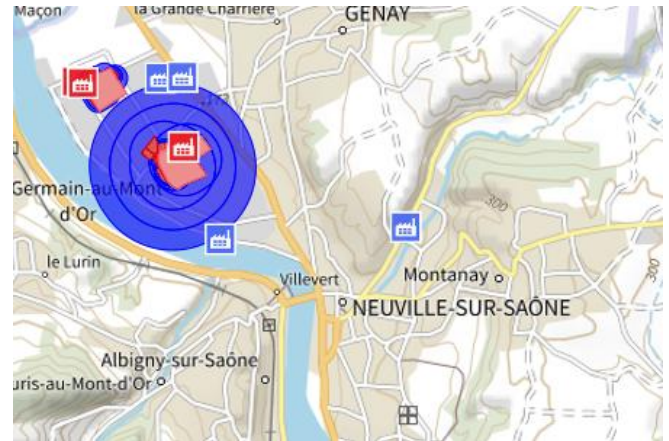 Maçon
la Grande Charrière
GENAY
Germain-au-Mont
d'Or
300
le Lurin
Villevert
Montanay
300
NEUVILLE-SUR-SAÔNE
Albigny-sur-Saône
uris-au-Mont-d'Or